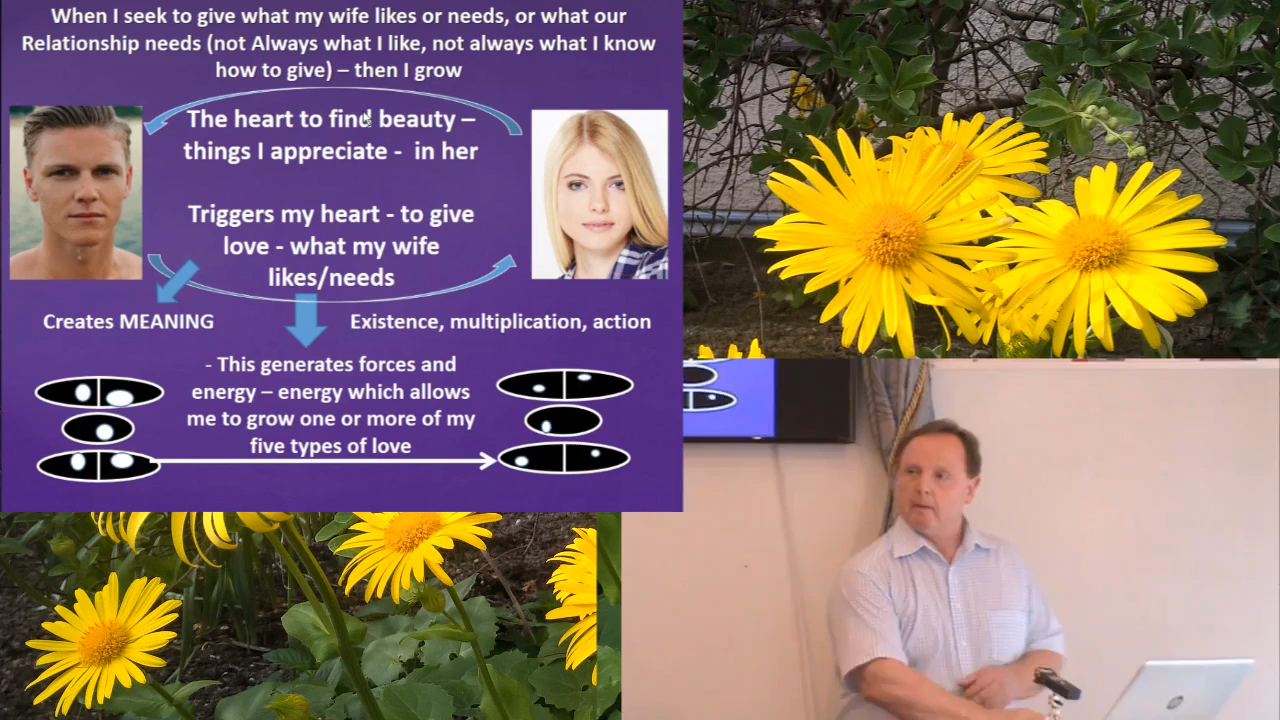 When I seek to give what my wife likes or needs, or what our
Relationship needs (not Always what I like, not always what I know
how to give) – then I grow
The heart to find beauty –
things I appreciate - in her
Triggers my heart - to give
love - what my wife
likes/needs
Creates MEANING
Existence, multiplication, action
- This generates forces and
energy – energy which allows
me to grow one or more of my
five types of love